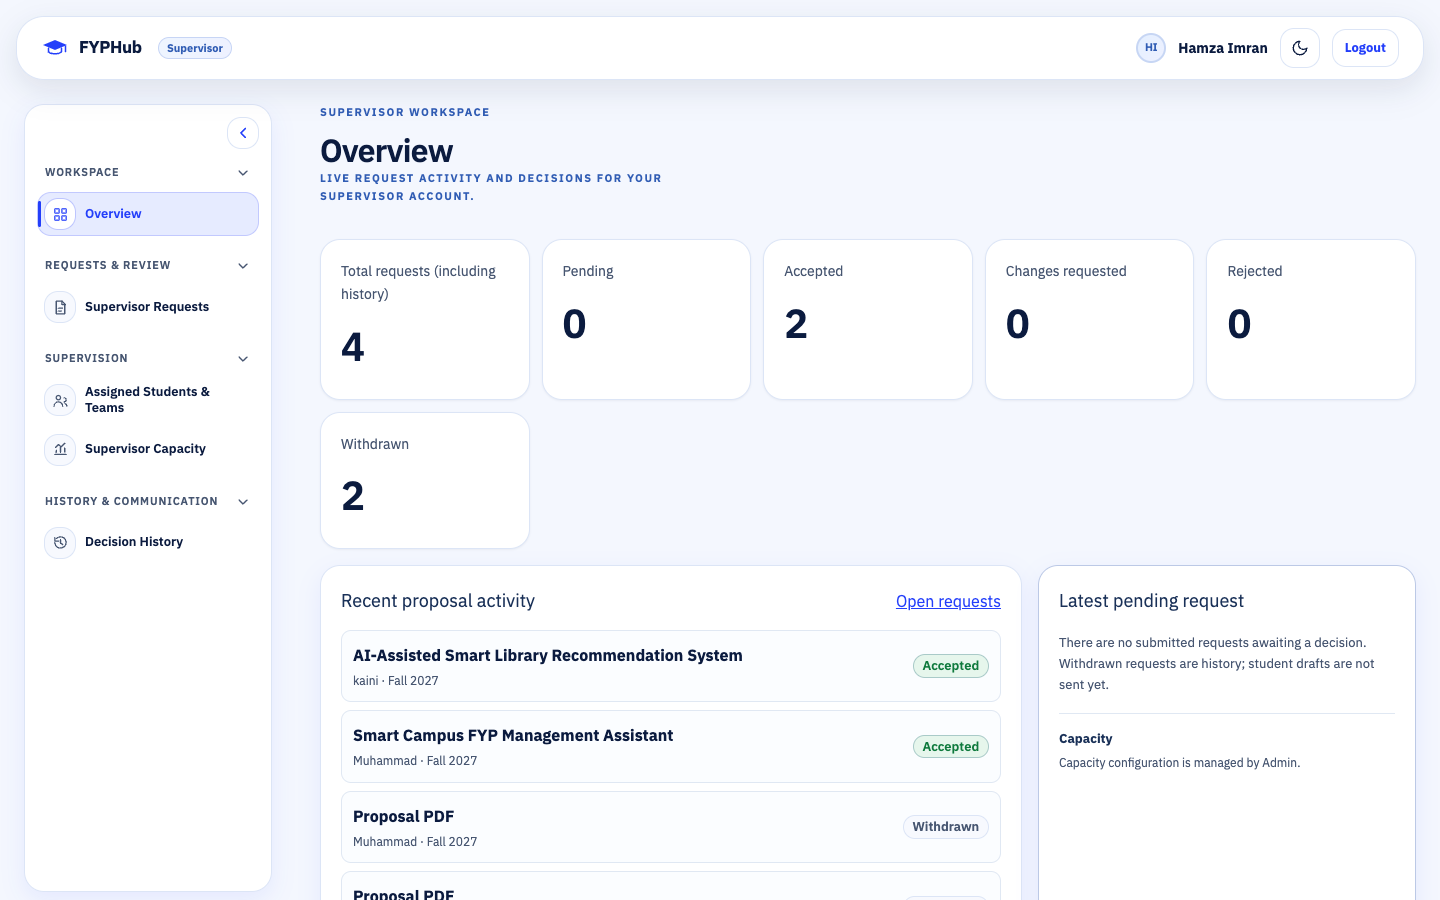 FYPHub
Supervisor
HI
Hamza Imran
Logout
WORKSPACE
Overview
REQUESTS & REVIEW
Supervisor Requests
SUPERVISION
Assigned Students &
Teams
Supervisor Capacity
HISTORY & COMMUNICATION
Decision History
SUPERVISOR WORKSPACE
Overview
LIVE REQUEST ACTIVITY AND DECISIONS FOR YOUR
SUPERVISOR ACCOUNT.
Total requests (including
history)
4
Pending
0
Accepted
2
Changes requested
0
Rejected
0
Withdrawn
2
Recent proposal activity
Open requests
AI-Assisted Smart Library Recommendation System
kaini · Fall 2027
Accepted
Smart Campus FYP Management Assistant
Muhammad · Fall 2027
Accepted
Proposal PDF
Muhammad · Fall 2027
Withdrawn
Proposal PDF
Latest pending request
There are no submitted requests awaiting a decision.
Withdrawn requests are history; student drafts are not
sent yet.
Capacity
Capacity configuration is managed by Admin.